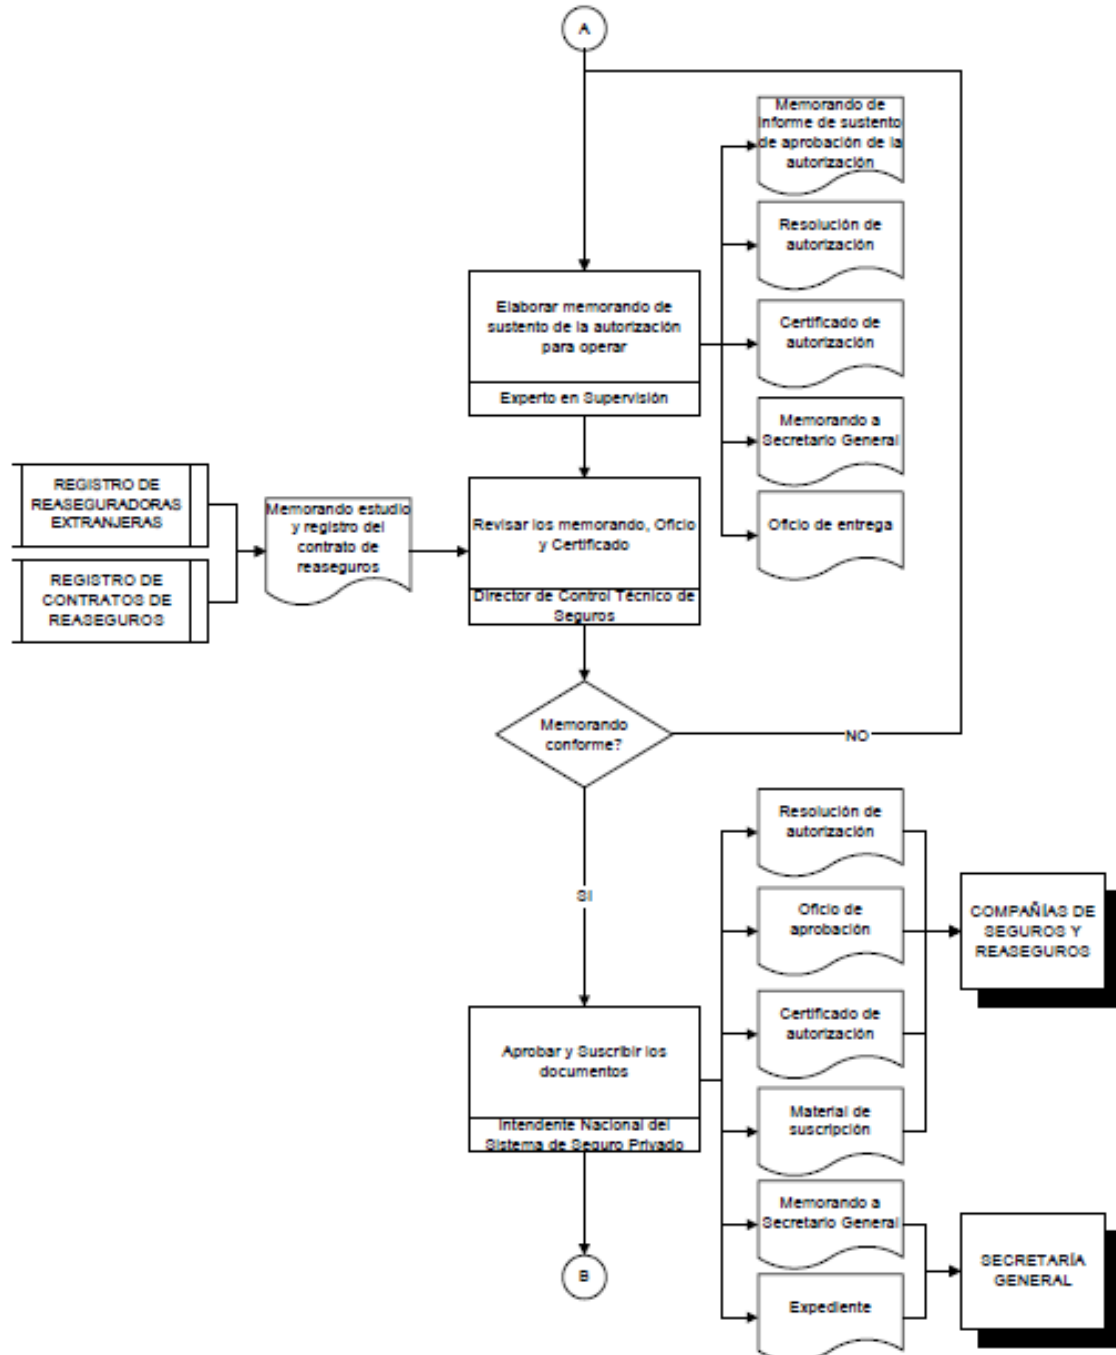 A
Memorando de
informe de sustento
de aprobación de la
autorización
Resolución de
autorización
Elaborar memorando de
sustento de la autorización
para operar
Experto en Supervisión
Certificado de
autorización
Memorando a
Secretario General
REGISTRO DE
REASEGURADORAS
EXTRANJERAS
Memorando estudio
y registro del
contrato de
reaseguros
Revisar los memorando, Oficio
y Certificado
Director de Control Técnico de
Seguros
Oficio de entrega
REGISTRO DE
CONTRATOS DE
REASEGUROS
Memorando
conforme?
NO
SI
Resolución de
autorización
Oficio de
aprobación
COMPAÑÍAS DE
SEGUROS Y
REASEGUROS
Certificado de
autorización
Aprobar y Suscribir los
documentos
Intendente Nacional del
Sistema de Seguro Privado
Material de
suscripción
Memorando a
Secretario General
SECRETARÍA
GENERAL
B
Expediente